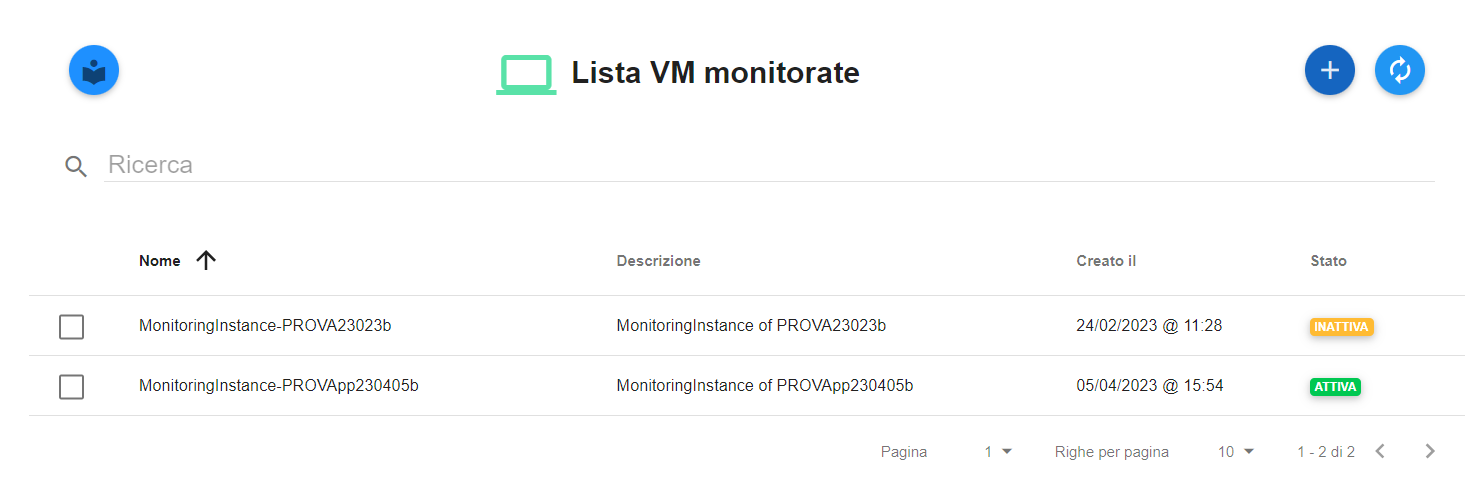 Lista VM monitorate
Ricerca
Nome Descrizione Creato il Stato
MonitoringInstance-PROVA23023b MonitoringInstance of PROVA23023b 24/02/2023 @ 11:28 INATTIVA
MonitoringInstance-PROVApp230405b MonitoringInstance of PROVApp230405b 05/04/2023 @ 15:54 ATTIVA
Pagina 1 Righe per pagina 10 1 - 2 di 2